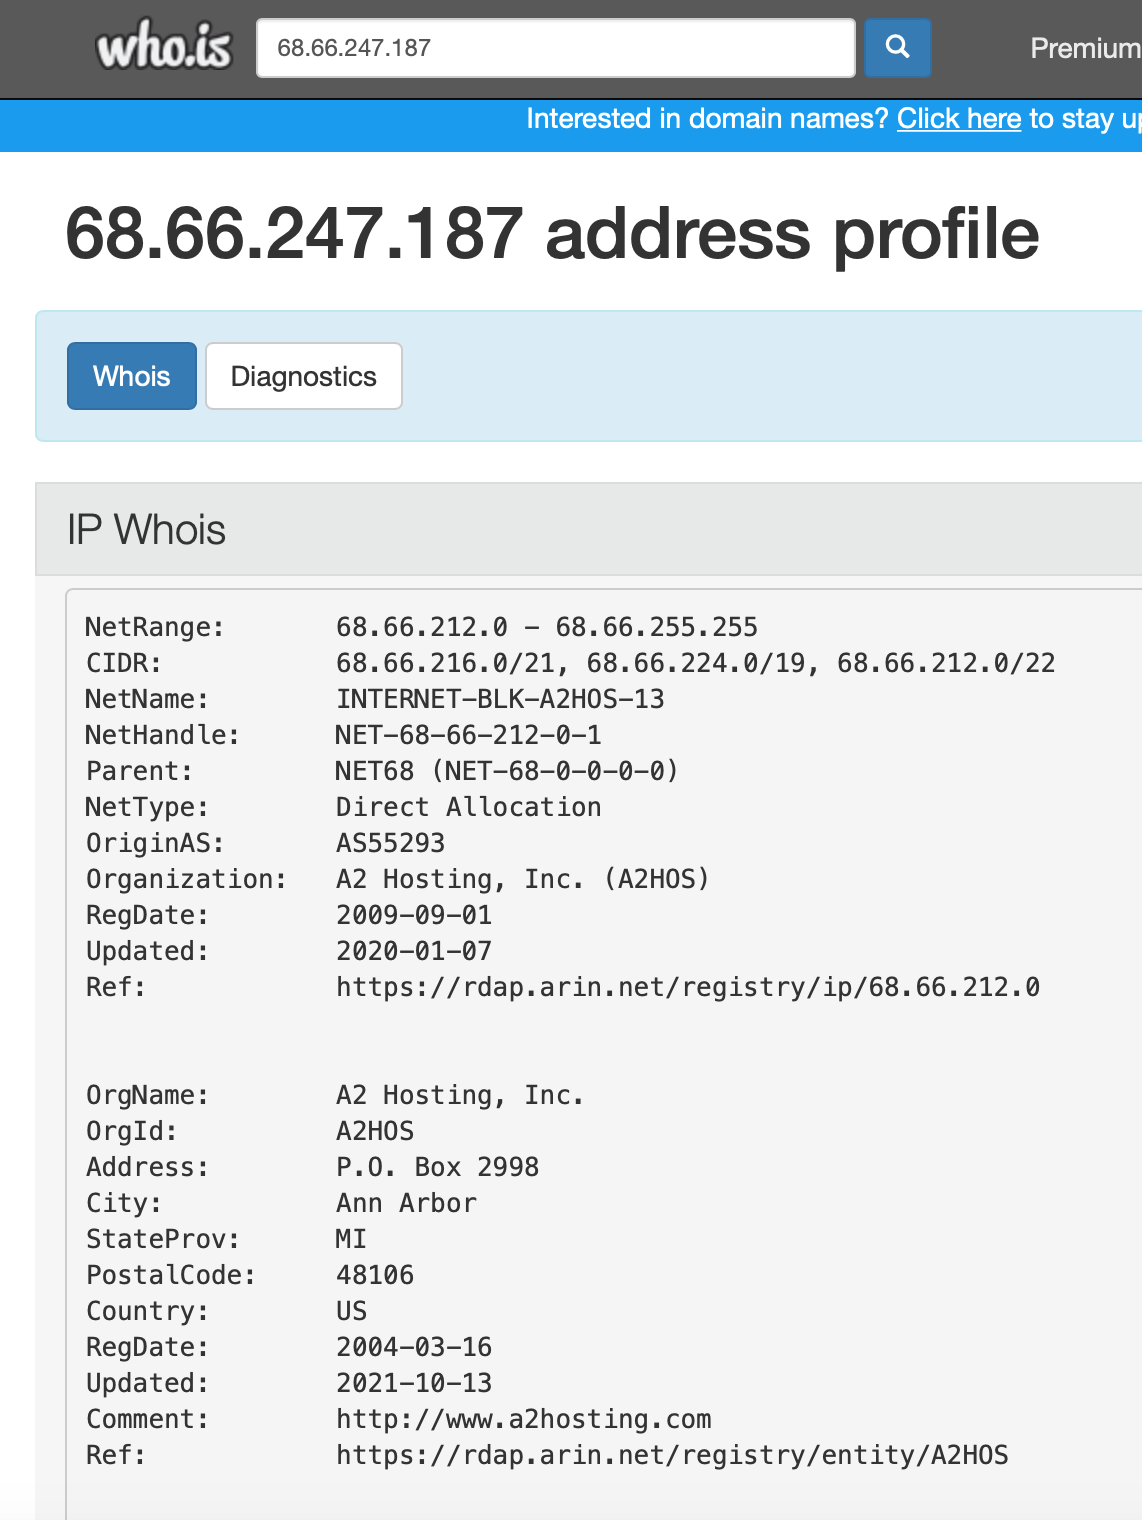 who.is
68.66.247.187
Premium
Interested in domain names? Click here to stay up
68.66.247.187 address profile
Whois
Diagnostics
IP Whois
NetRange: 68.66.212.0 - 68.66.255.255
CIDR: 68.66.216.0/21, 68.66.224.0/19, 68.66.212.0/22
NetName: INTERNET-BLK-A2HOS-13
NetHandle: NET-68-66-212-0-1
Parent: NET68 (NET-68-0-0-0-0)
NetType: Direct Allocation
OriginAS: AS55293
Organization: A2 Hosting, Inc. (A2HOS)
RegDate: 2009-09-01
Updated: 2020-01-07
Ref: https://rdap.arin.net/registry/ip/68.66.212.0
OrgName: A2 Hosting, Inc.
OrgId: A2HOS
Address: P.O. Box 2998
City: Ann Arbor
StateProv: MI
PostalCode: 48106
Country: US
RegDate: 2004-03-16
Updated: 2021-10-13
Comment: http://www.a2hosting.com
Ref: https://rdap.arin.net/registry/entity/A2HOS